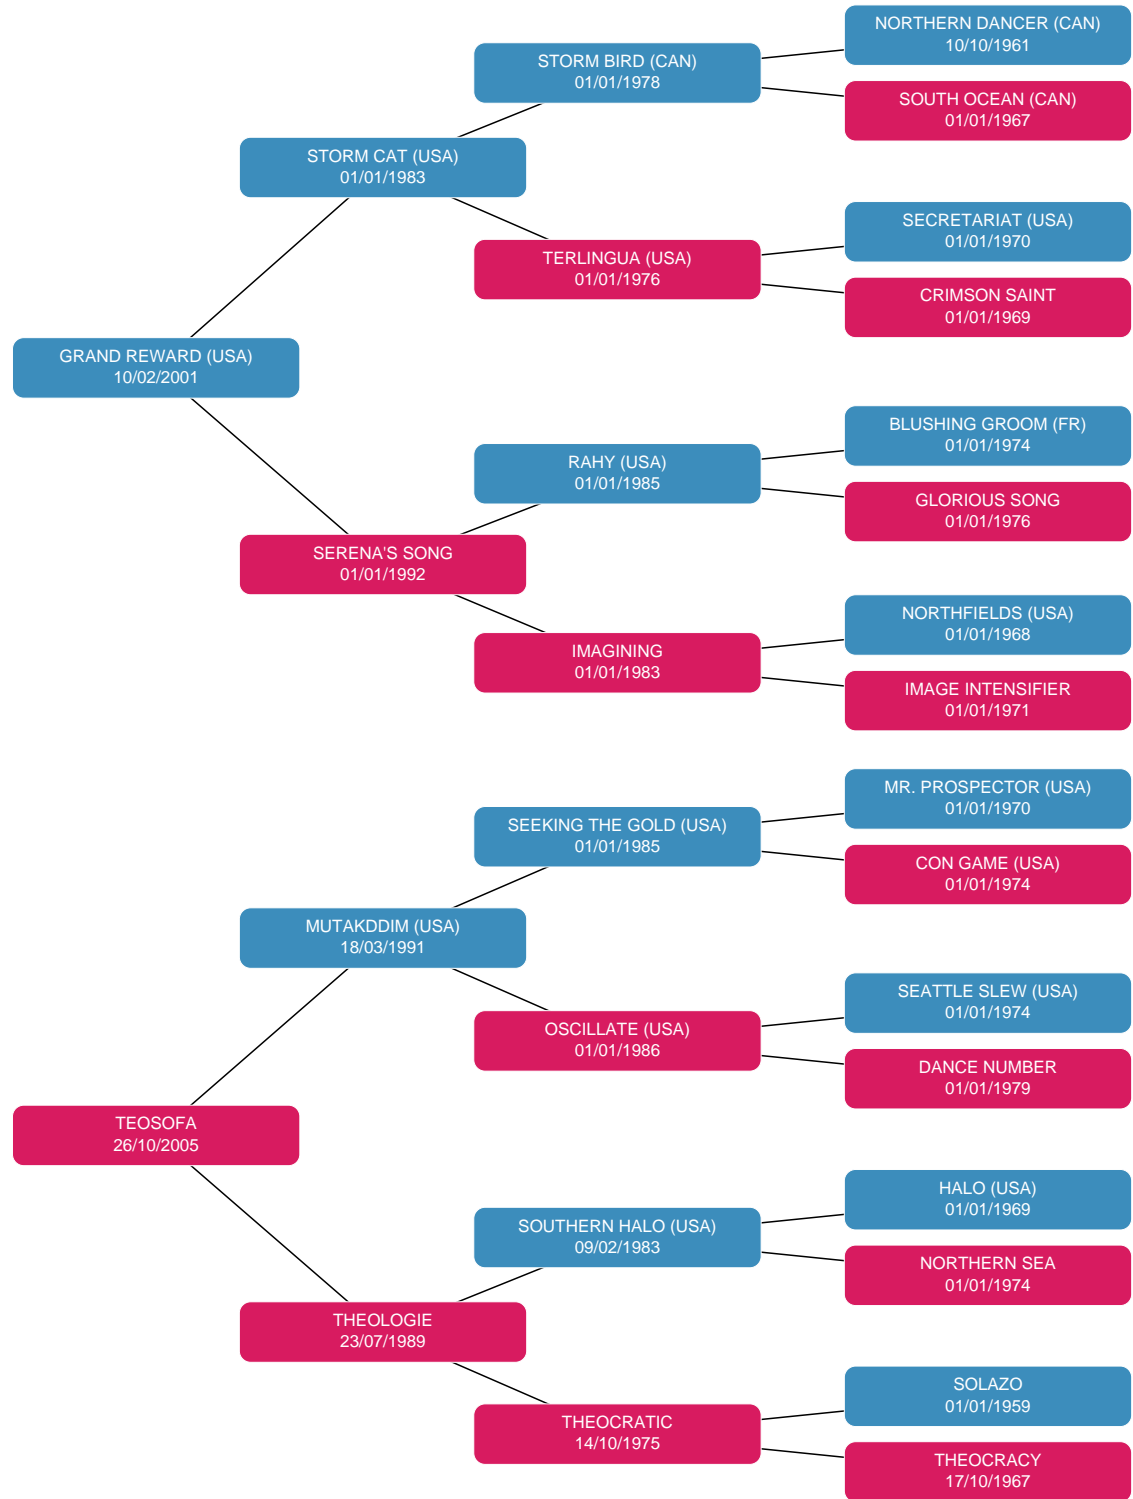 NORTHERN DANCER (CAN)
10/10/1961
STORM BIRD (CAN)
01/01/1978
SOUTH OCEAN (CAN)
01/01/1967
STORM CAT (USA)
01/01/1983
SECRETARIAT (USA)
01/01/1970
TERLINGUA (USA)
01/01/1976
CRIMSON SAINT
01/01/1969
GRAND REWARD (USA)
10/02/2001
BLUSHING GROOM (FR)
01/01/1974
RAHY (USA)
01/01/1985
GLORIOUS SONG
01/01/1976
SERENA'S SONG
01/01/1992
NORTHFIELDS (USA)
01/01/1968
IMAGINING
01/01/1983
IMAGE INTENSIFIER
01/01/1971
MR. PROSPECTOR (USA)
01/01/1970
SEEKING THE GOLD (USA)
01/01/1985
CON GAME (USA)
01/01/1974
MUTAKDDIM (USA)
18/03/1991
SEATTLE SLEW (USA)
01/01/1974
OSCILLATE (USA)
01/01/1986
DANCE NUMBER
01/01/1979
TEOSOFA
26/10/2005
HALO (USA)
01/01/1969
SOUTHERN HALO (USA)
09/02/1983
NORTHERN SEA
01/01/1974
THEOLOGIE
23/07/1989
SOLAZO
01/01/1959
THEOCRATIC
14/10/1975
THEOCRACY
17/10/1967